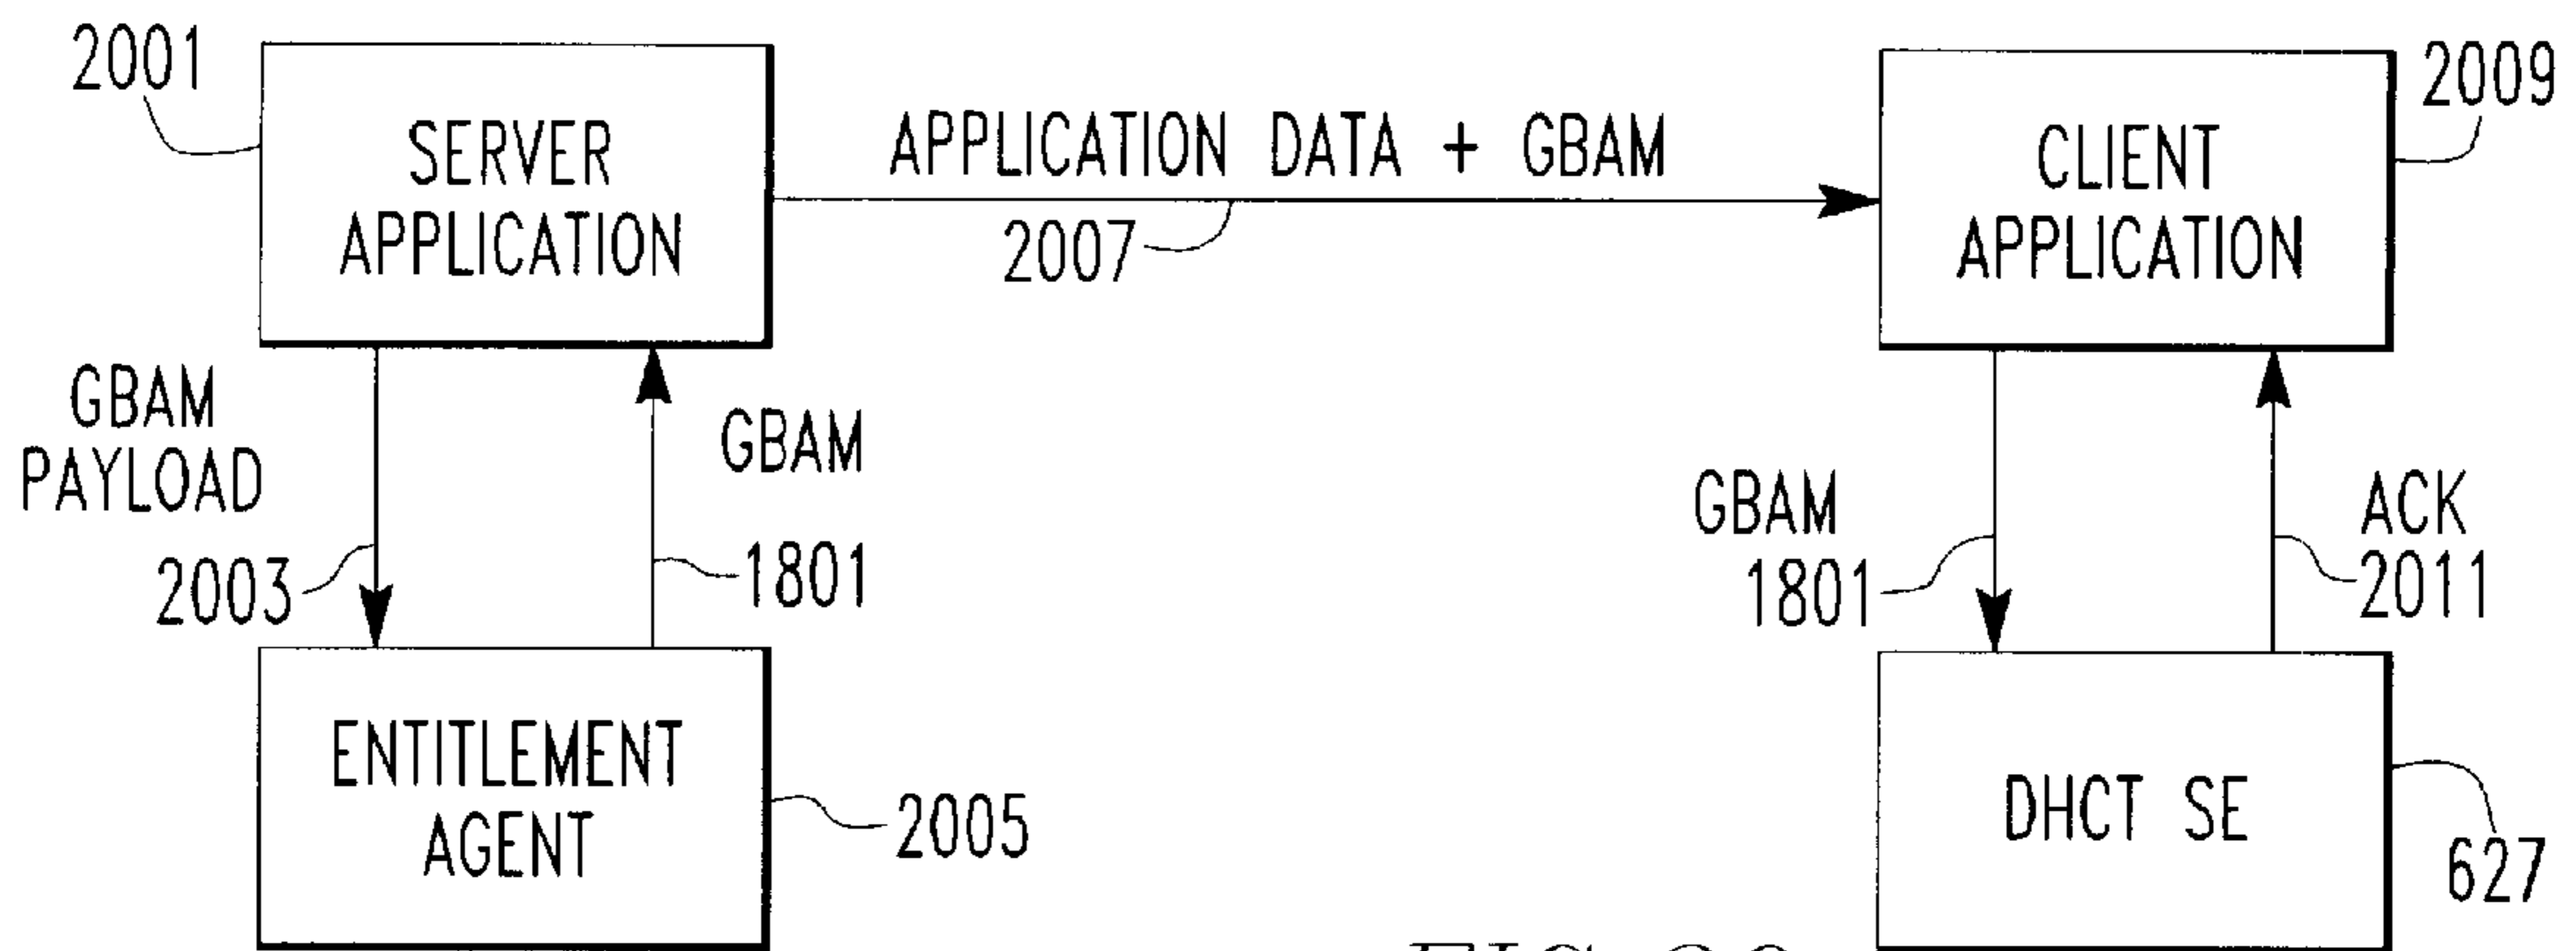 2001
SERVER
APPLICATION
APPLICATION DATA + GBAM
2007
CLIENT
APPLICATION
2009
GBAM
PAYLOAD
2003
GBAM
1801
GBAM
1801
ACK
2011
ENTITLEMENT
AGENT
2005
DHCT SE
627